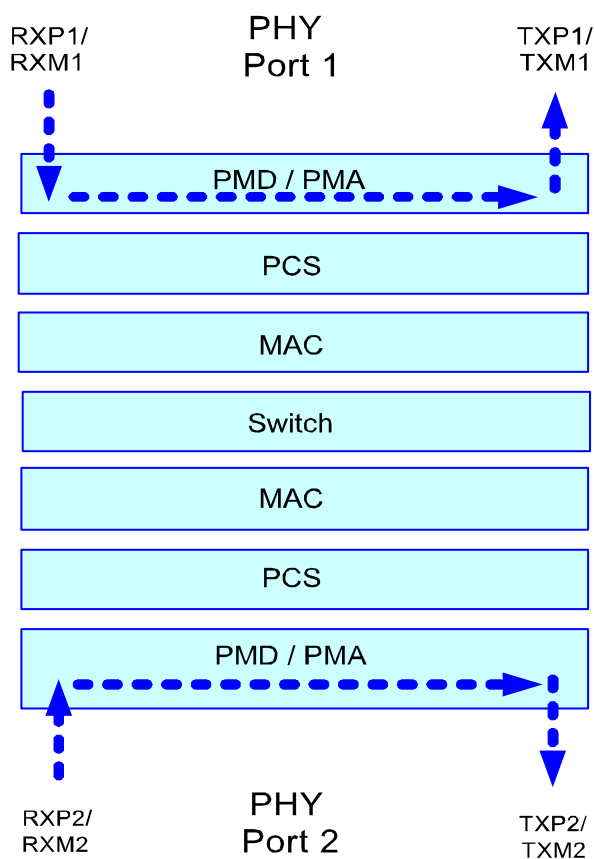 RXP1/
RXM1
PHY
Port 1
TXP1/
TXM1
PMD / PMA
PCS
MAC
Switch
MAC
PCS
PMD / PMA
RXP2/
RXM2
PHY
Port 2
TXP2/
TXM2